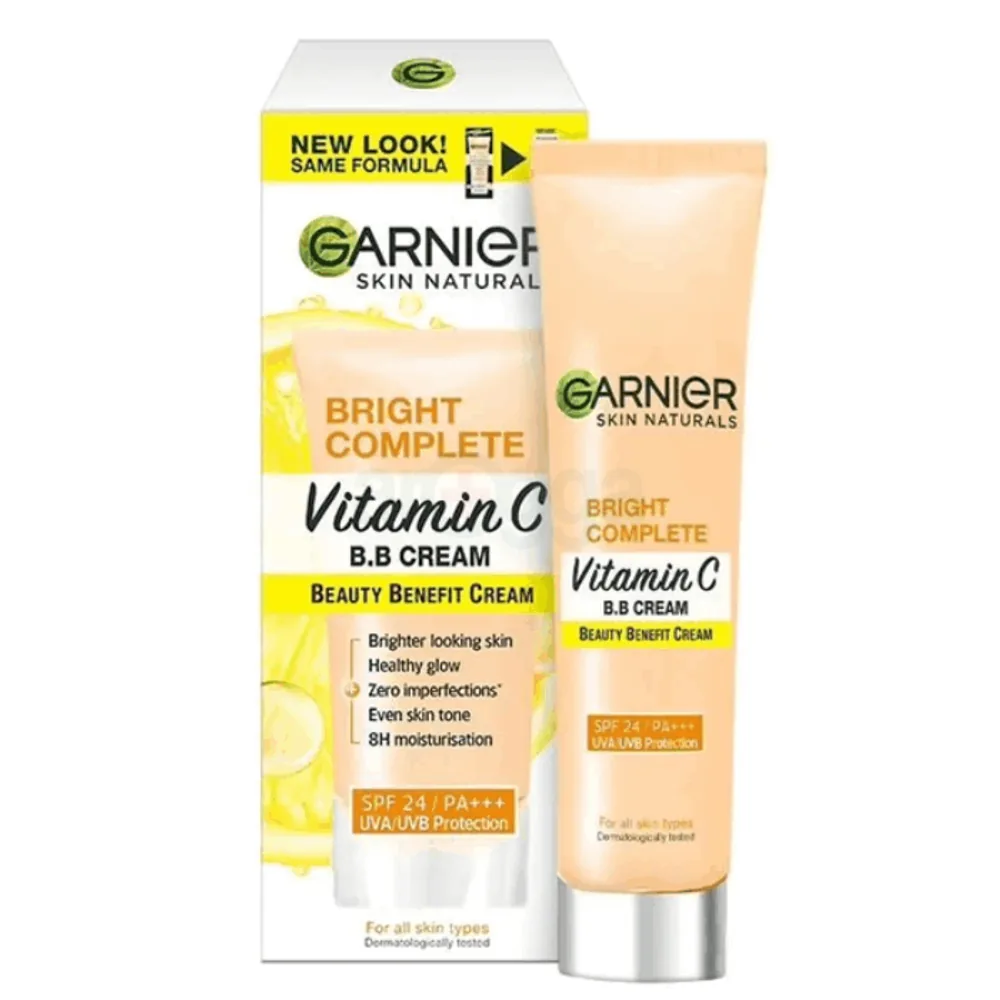 G
NEW LOOK!
SAME FORMULA
GARNIER
SKIN NATURAL
BRIGHT
COMPLETE
Vitamin C
B.B CREAM
BEAUTY BENEFIT CREAM
Brighter looking skin
Healthy glow
Zero imperfections*
Even skin tone
8H moisturisation
SPF 24 / PA+++
UVA/UVB Protection
For all skin types
Dermatologically tested
GARNIER
SKIN NATURALS
BRIGHT
COMPLETE
Vitamin C
B.B CREAM
BEAUTY BENEFIT CREAM
SPF 24 / PA+++
UVA/UVB Protection
For all skin types
Dermatologically tested